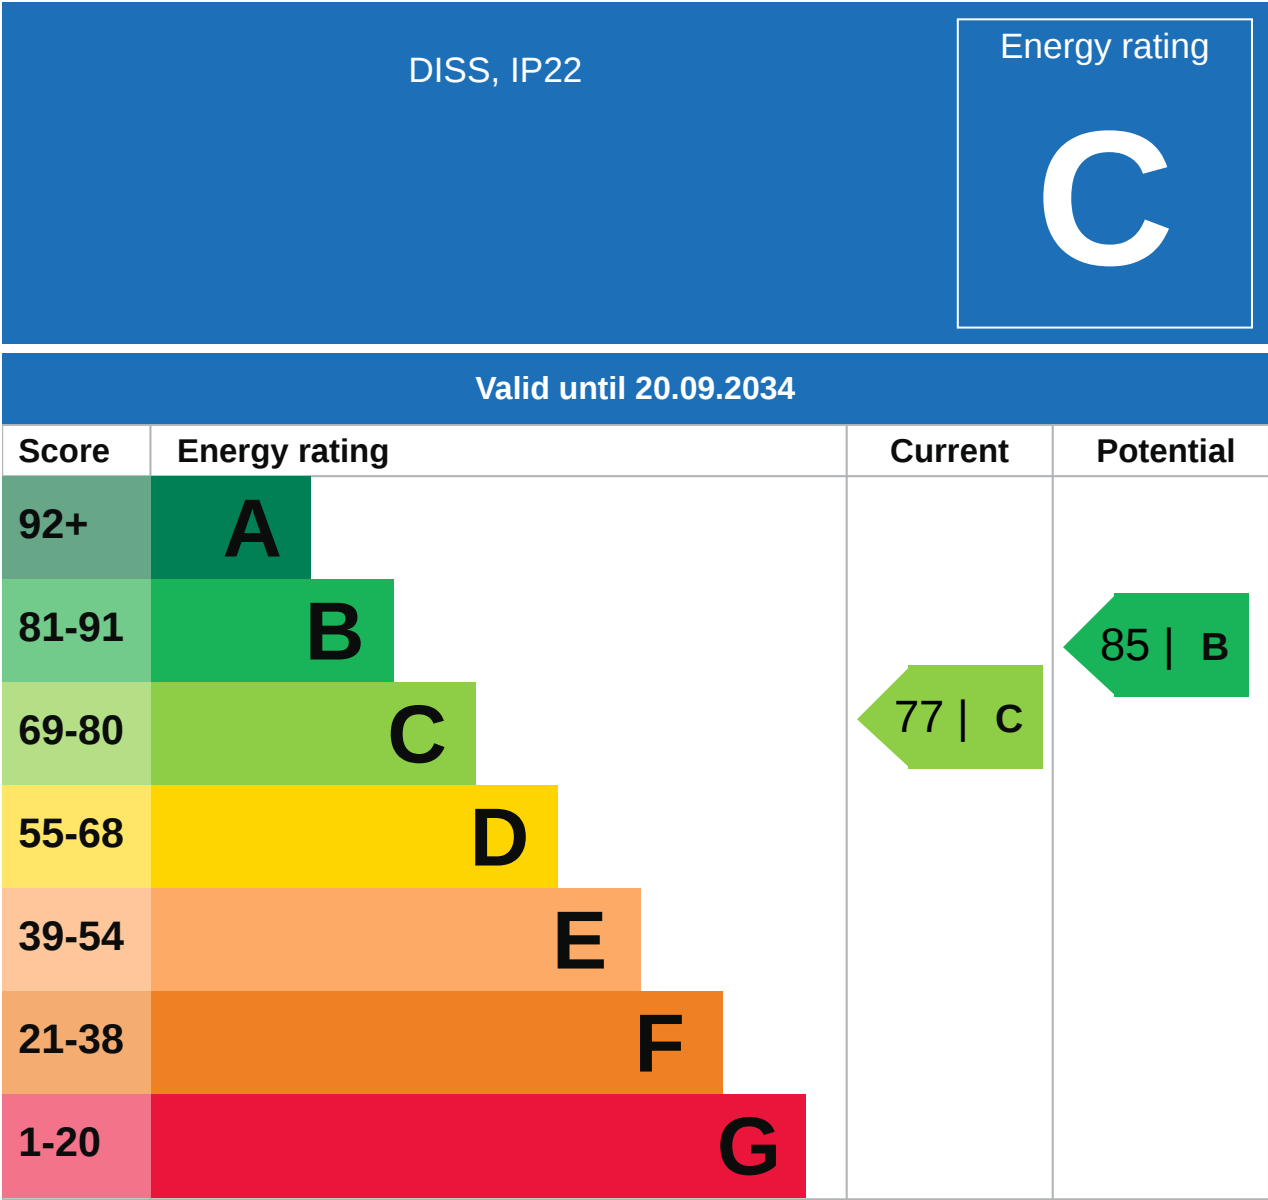 DISS, IP22
Energy rating
C
Valid until 20.09.2034
Score Energy rating Current Potential
92+ A
81-91 B
85 | B
69-80 C
77 | C
55-68 D
39-54 E
21-38 F
1-20 G